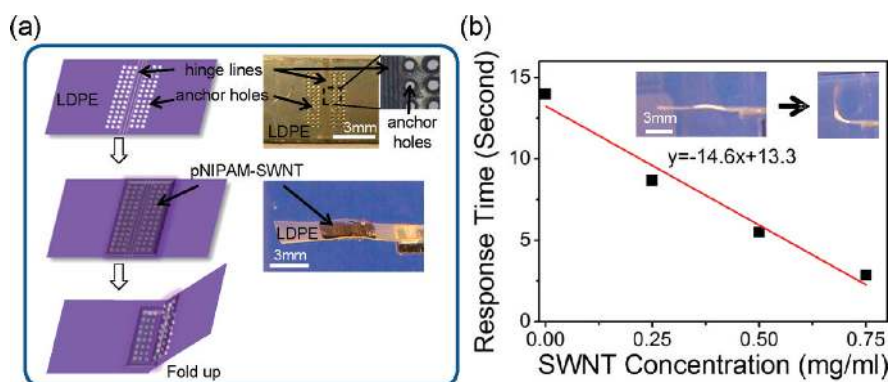 (a)
hinge lines
LDPE
anchor holes
LDPE
3mm
anchor
holes
pNIPAM-SWNT
LDPE
3mm
Fold up
(b)
Response Time (Second)
15
10
5
0
3mm
y=-14.6x+13.3
0.00 0.25 0.50 0.75
SWNT Concentration (mg/ml)